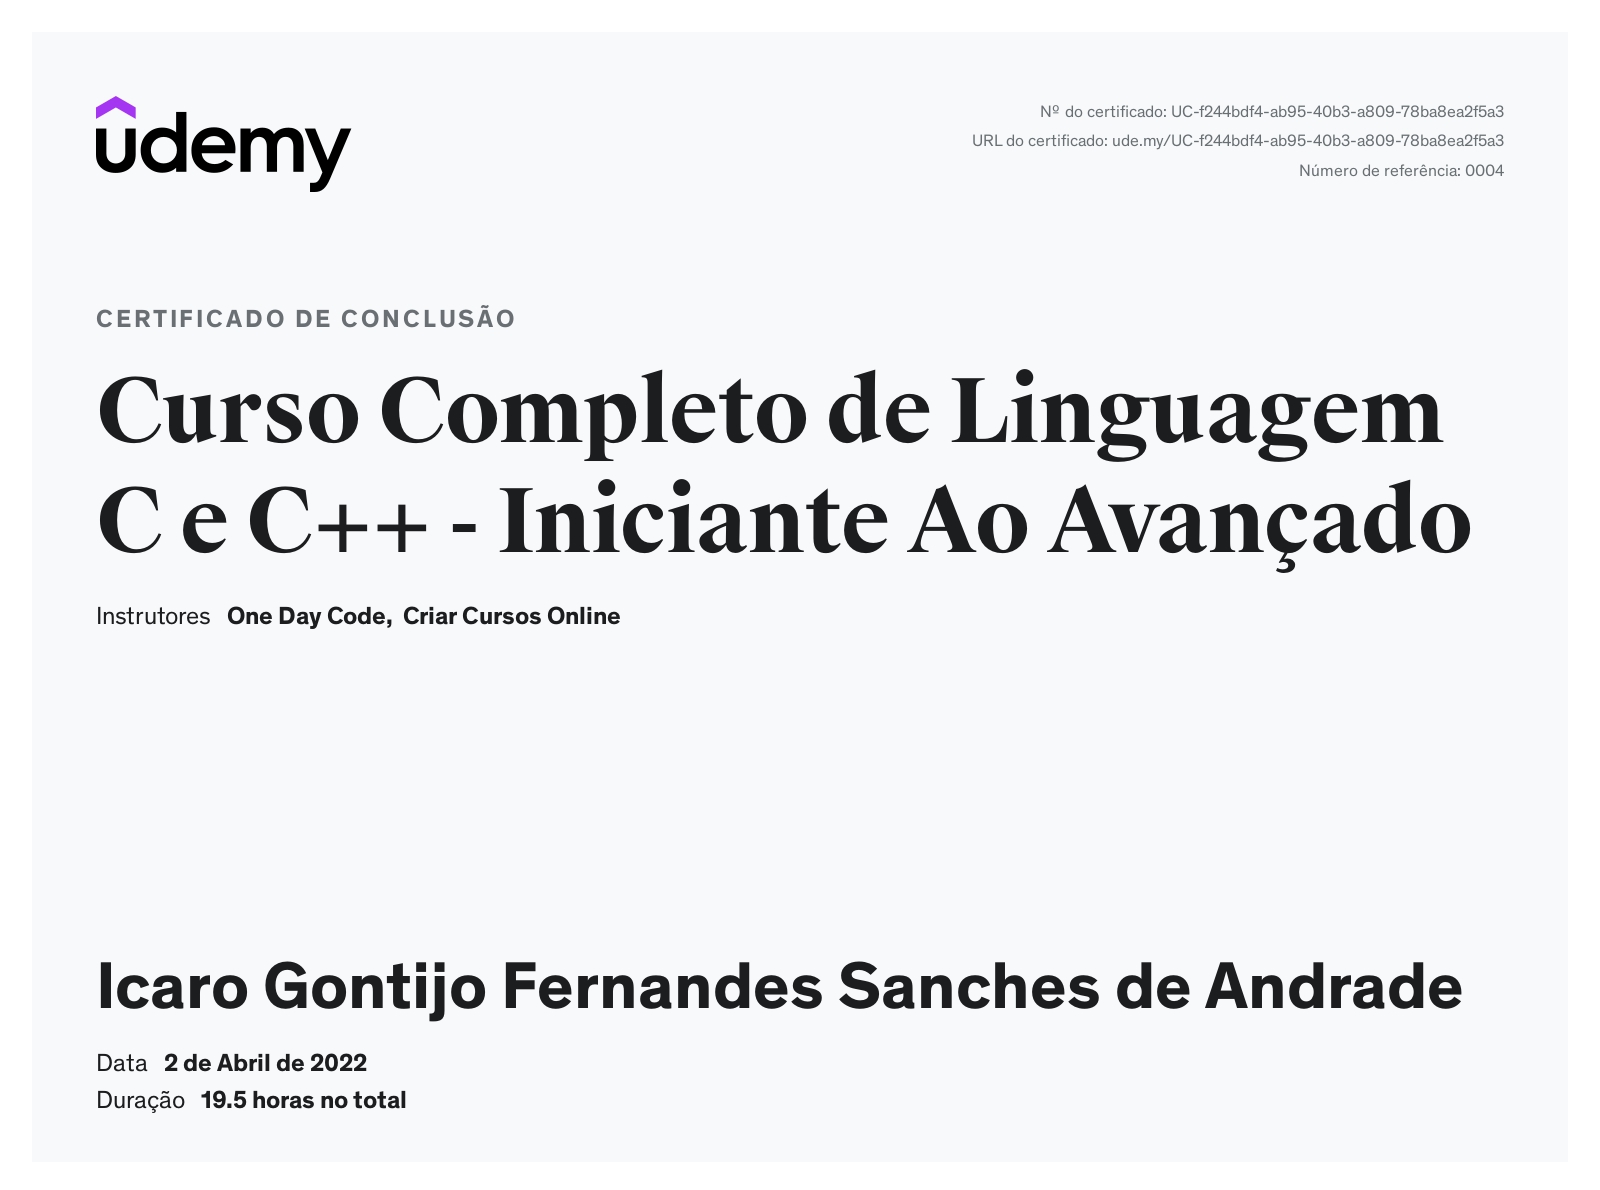 udemy
Nº do certificado: UC-f244bdf4-ab95-40b3-a809-78ba8ea2f5a3
URL do certificado: ude.my/UC-f244bdf4-ab95-40b3-a809-78ba8ea2f5a3
Número de referência: 0004
CERTIFICADO DE CONCLUSÃO
Curso Completo de Linguagem
C e C++ - Iniciante Ao Avançado
Instrutores One Day Code, Criar Cursos Online
Icaro Gontijo Fernandes Sanches de Andrade
Data 2 de Abril de 2022
Duração 19.5 horas no total